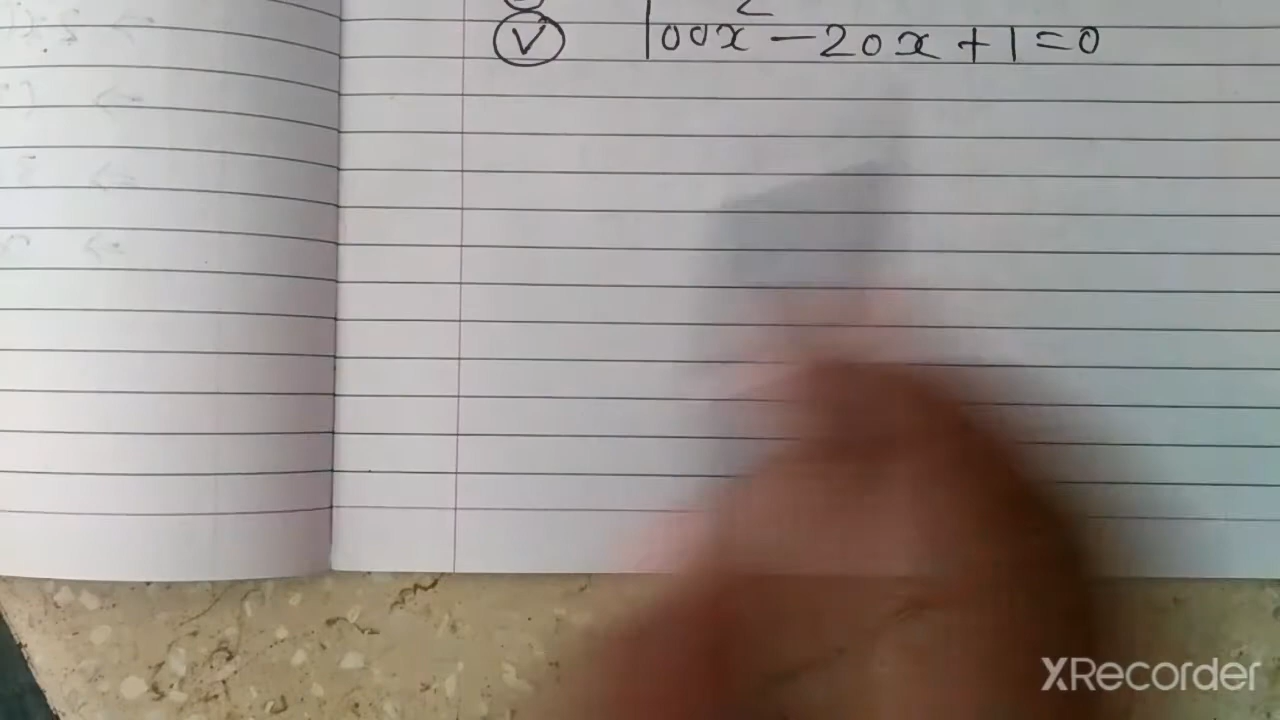 (V) 100x² - 20x + 1 = 0
XRecorder